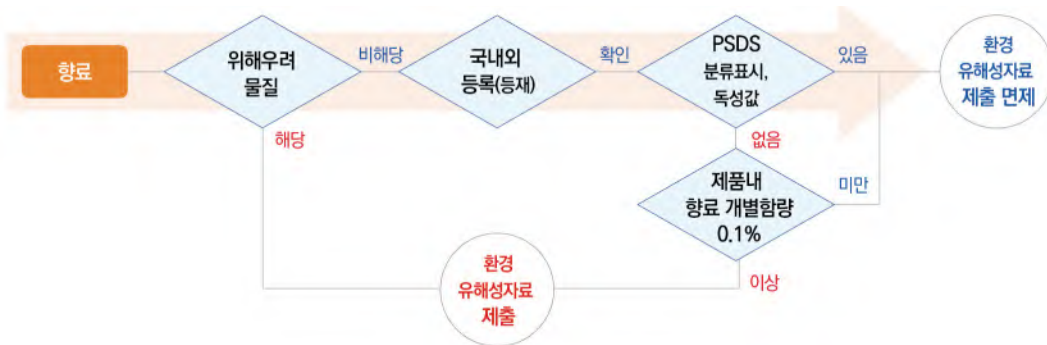 향료
위해우려
물질
비해당
해당
국내외
등록(등재)
확인
PSDS
분류표시,
독성값
있음
없음
제품내
향료 개별함량
0.1%
미만
이상
환경
유해성자료
제출 면제
환경
유해성자료
제출